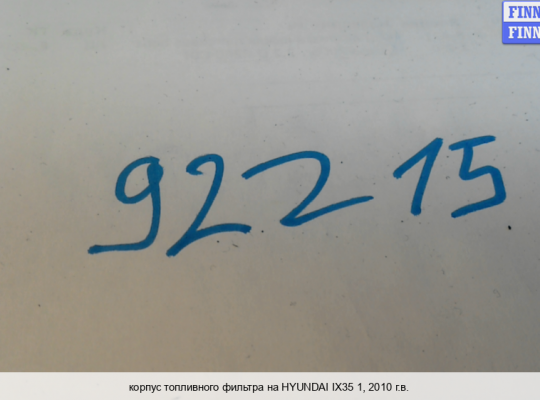 FINN
FINN
92215
корпус топливного фильтра на HYUNDAI IX35 1, 2010 г.в.